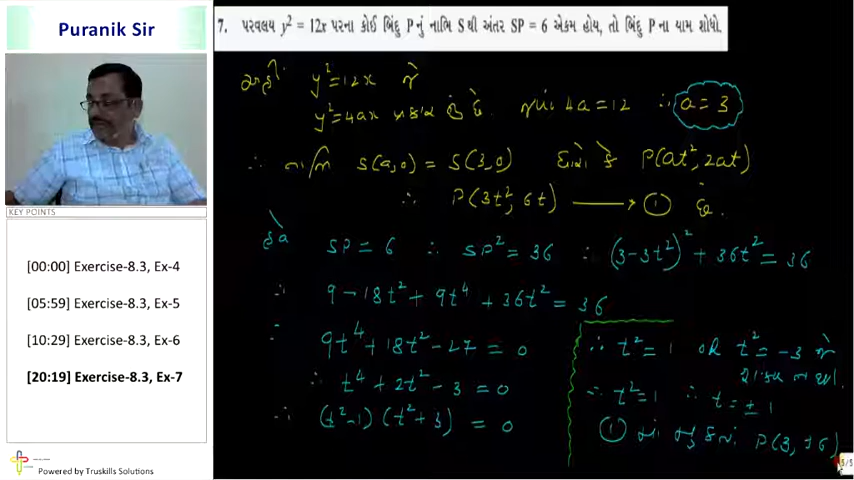 Puranik Sir
KEY POINTS
[00:00] Exercise-8.3, Ex-4
[05:59] Exercise-8.3, Ex-5
[10:29] Exercise-8.3, Ex-6
[20:19] Exercise-8.3, Ex-7
Powered by Truskills Solutions
7. પરવલય y² = 12x પરના કોઈ બિંદુ P નું નાભિ S થી અંતર SP = 6 એકમ હોય, તો બિંદુ P ના યામ શોધો.
અહીં y²=12x એ
y²=4ax પ્રકારનું છે. જ્યાં 4a=12 ∴ a=3
∴ નાભિ S(a,0) = S(3,0) ધારો કે P(at², 2at)
∴ P(3t², 6t) ⟶ ① છે.
હવે SP = 6 ∴ SP² = 36 ∴ (3-3t²)² + 36t² = 36
∴ 9-18t²+9t⁴+36t² = 36
∴ 9t⁴+18t²-27 = 0
∴ t⁴+2t²-3 = 0
∴ (t²-1)(t²+3) = 0
∴ t²=1 OR t²=-3 જે
શક્ય નથી.
∴ t²=1 ∴ t=±1
① માં મૂકતાં P(3, ±6)
5/5